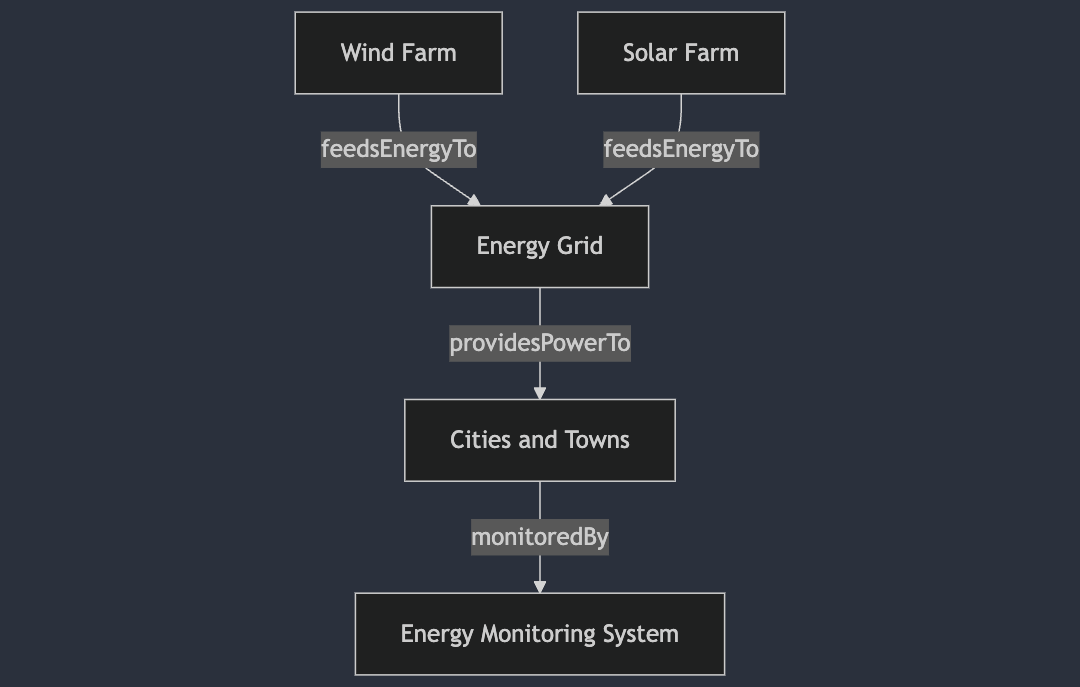 Wind Farm
Solar Farm
feedsEnergyTo
feedsEnergyTo
Energy Grid
providesPowerTo
Cities and Towns
monitoredBy
Energy Monitoring System